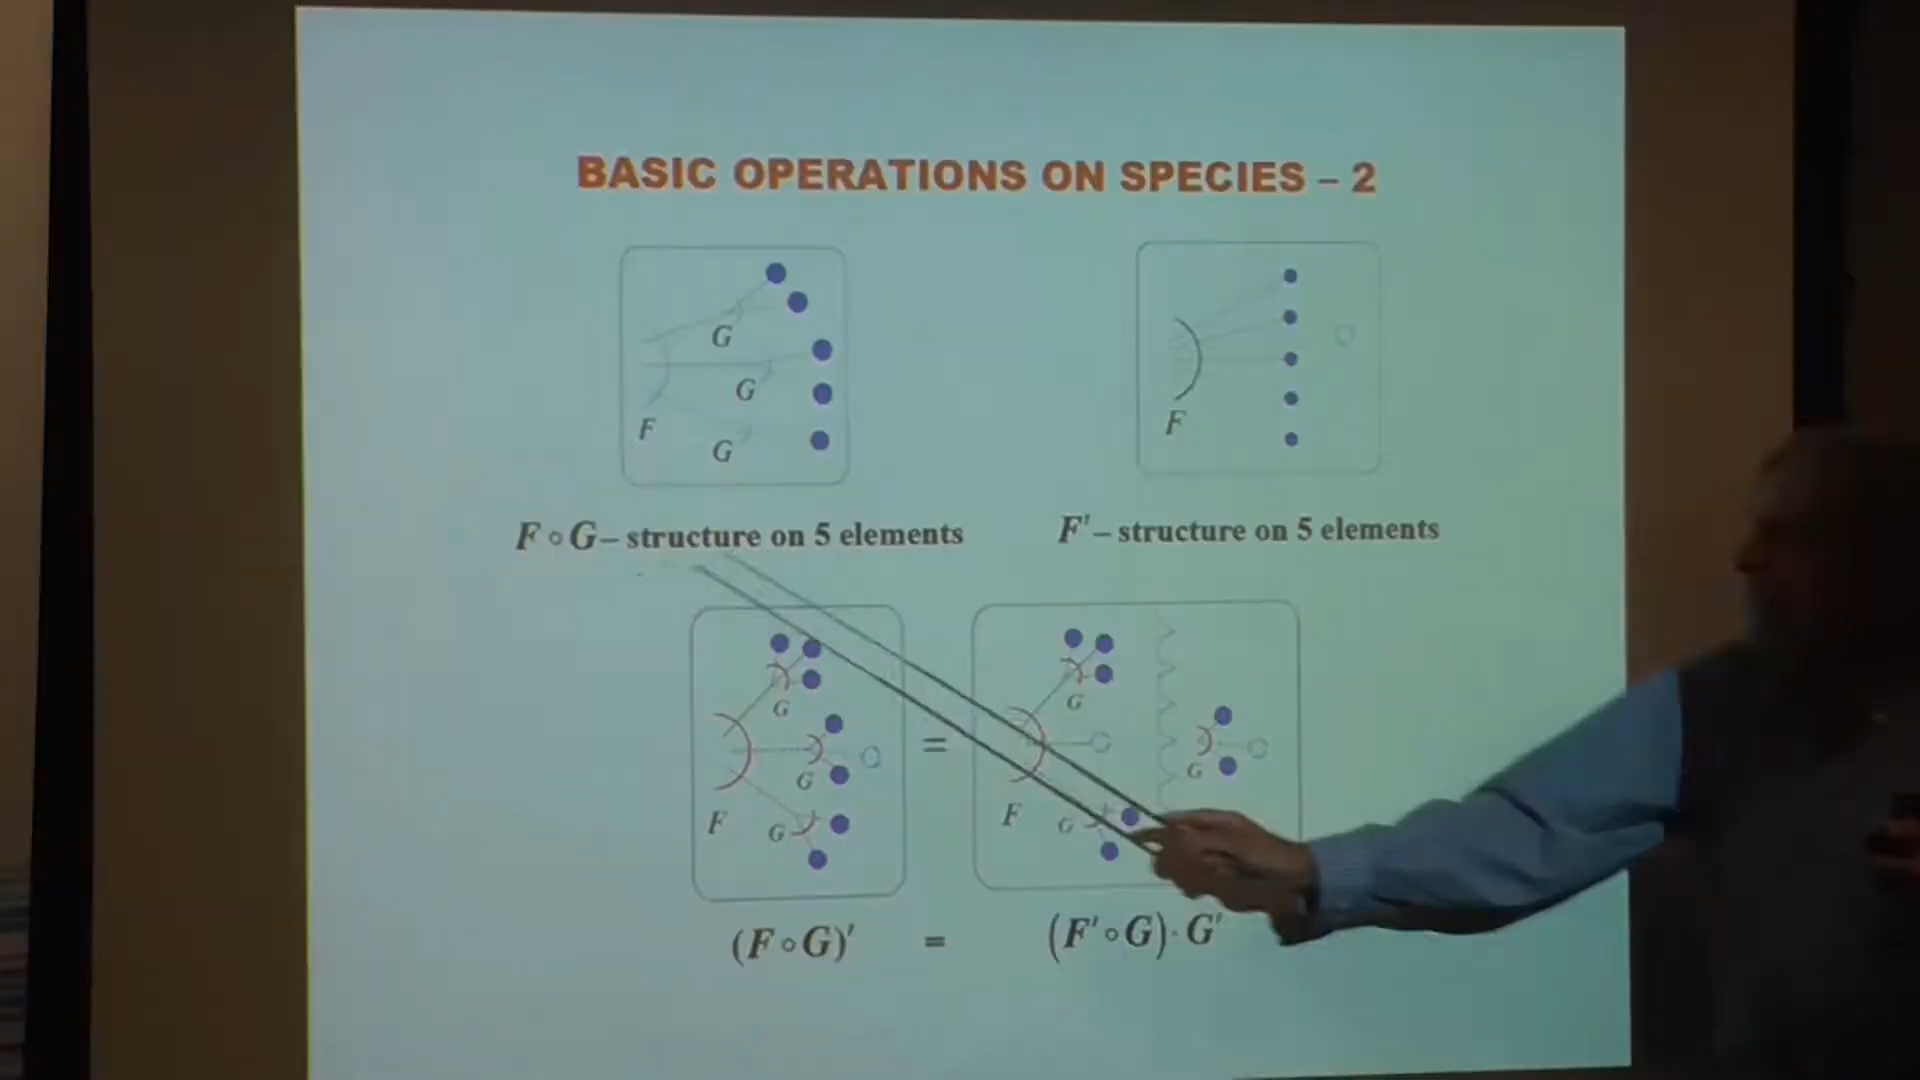 BASIC OPERATIONS ON SPECIES – 2
G
G
G
F
F
F ∘ G – structure on 5 elements
F' – structure on 5 elements
G
G
G
F
=
G
G
G
F
(F ∘ G)' = (F' ∘ G) · G'